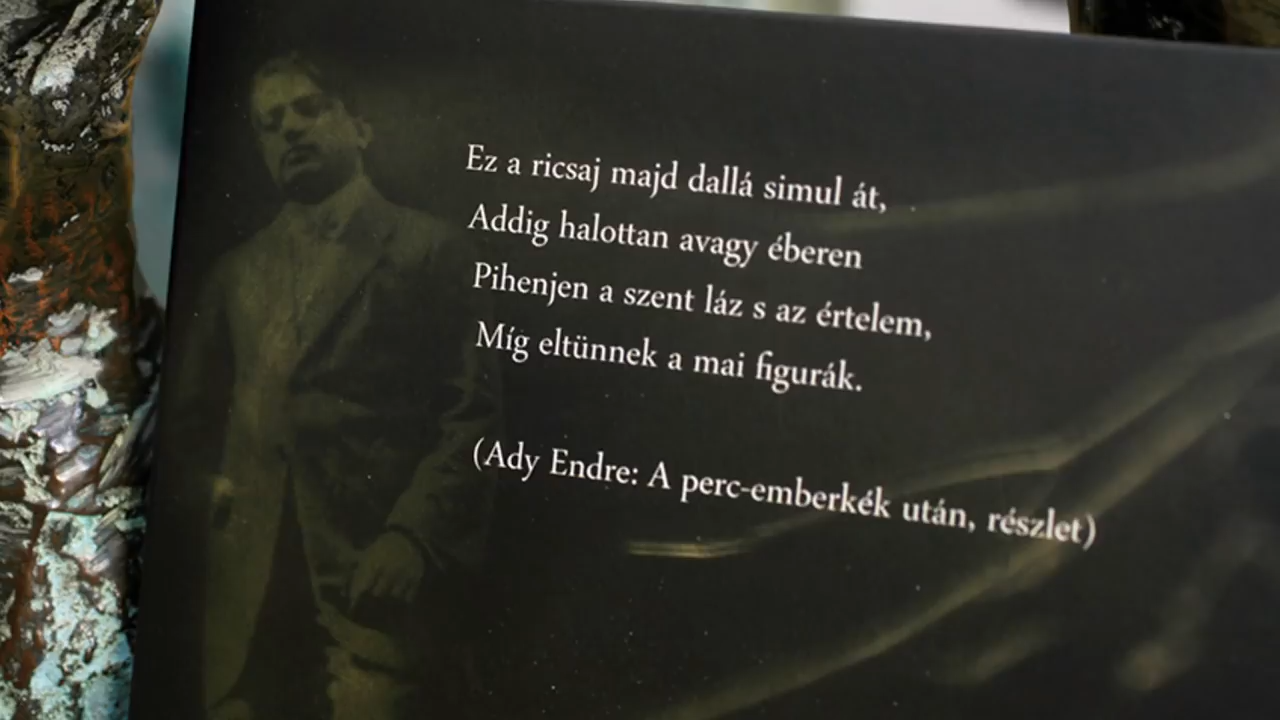 Ez a ricsaj majd dallá simul át,
Addig halottan avagy éberen
Pihenjen a szent láz s az értelem,
Míg eltünnek a mai figurák.
(Ady Endre: A perc-emberkék után, részlet)